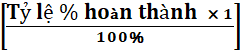 [Tỷ lệ % hoàn thành × 1]
100%